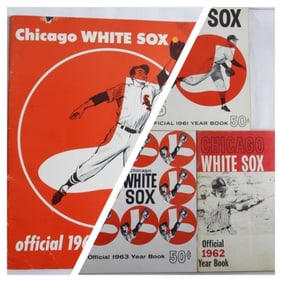 Chicago WHITE SOX
official 196
SOX
OFFICIAL 1961 YEAR BOOK 50¢
Chicago
WHITE
SOX
Official 1963 Year Book 50¢
CHICAGO
WHITE SOX
Official
1962
Year Book